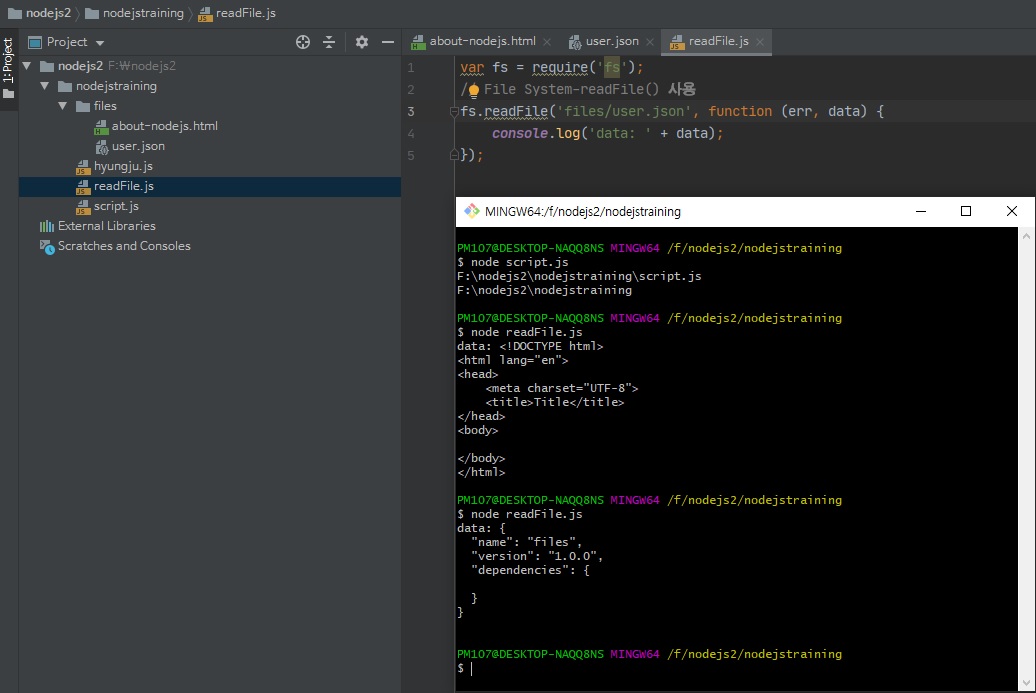 nodejs2 nodejstraining readFile.js
1: Project
Project
nodejs2 F:\nodejs2
nodejstraining
files
about-nodejs.html
user.json
hyungju.js
readFile.js
script.js
External Libraries
Scratches and Consoles
about-nodejs.html user.json readFile.js
1 var fs = require('fs');
2 / File System-readFile() 사용
3 fs.readFile('files/user.json', function (err, data) {
4 console.log('data: ' + data);
5 });
MINGW64:/f/nodejs2/nodejstraining
PM107@DESKTOP-NAQQ8NS MINGW64 /f/nodejs2/nodejstraining
$ node script.js
F:\nodejs2\nodejstraining\script.js
F:\nodejs2\nodejstraining
PM107@DESKTOP-NAQQ8NS MINGW64 /f/nodejs2/nodejstraining
$ node readFile.js
data: <!DOCTYPE html>
<html lang="en">
<head>
<meta charset="UTF-8">
<title>Title</title>
</head>
<body>
</body>
</html>
PM107@DESKTOP-NAQQ8NS MINGW64 /f/nodejs2/nodejstraining
$ node readFile.js
data: {
"name": "files",
"version": "1.0.0",
"dependencies": {
}
}
PM107@DESKTOP-NAQQ8NS MINGW64 /f/nodejs2/nodejstraining
$